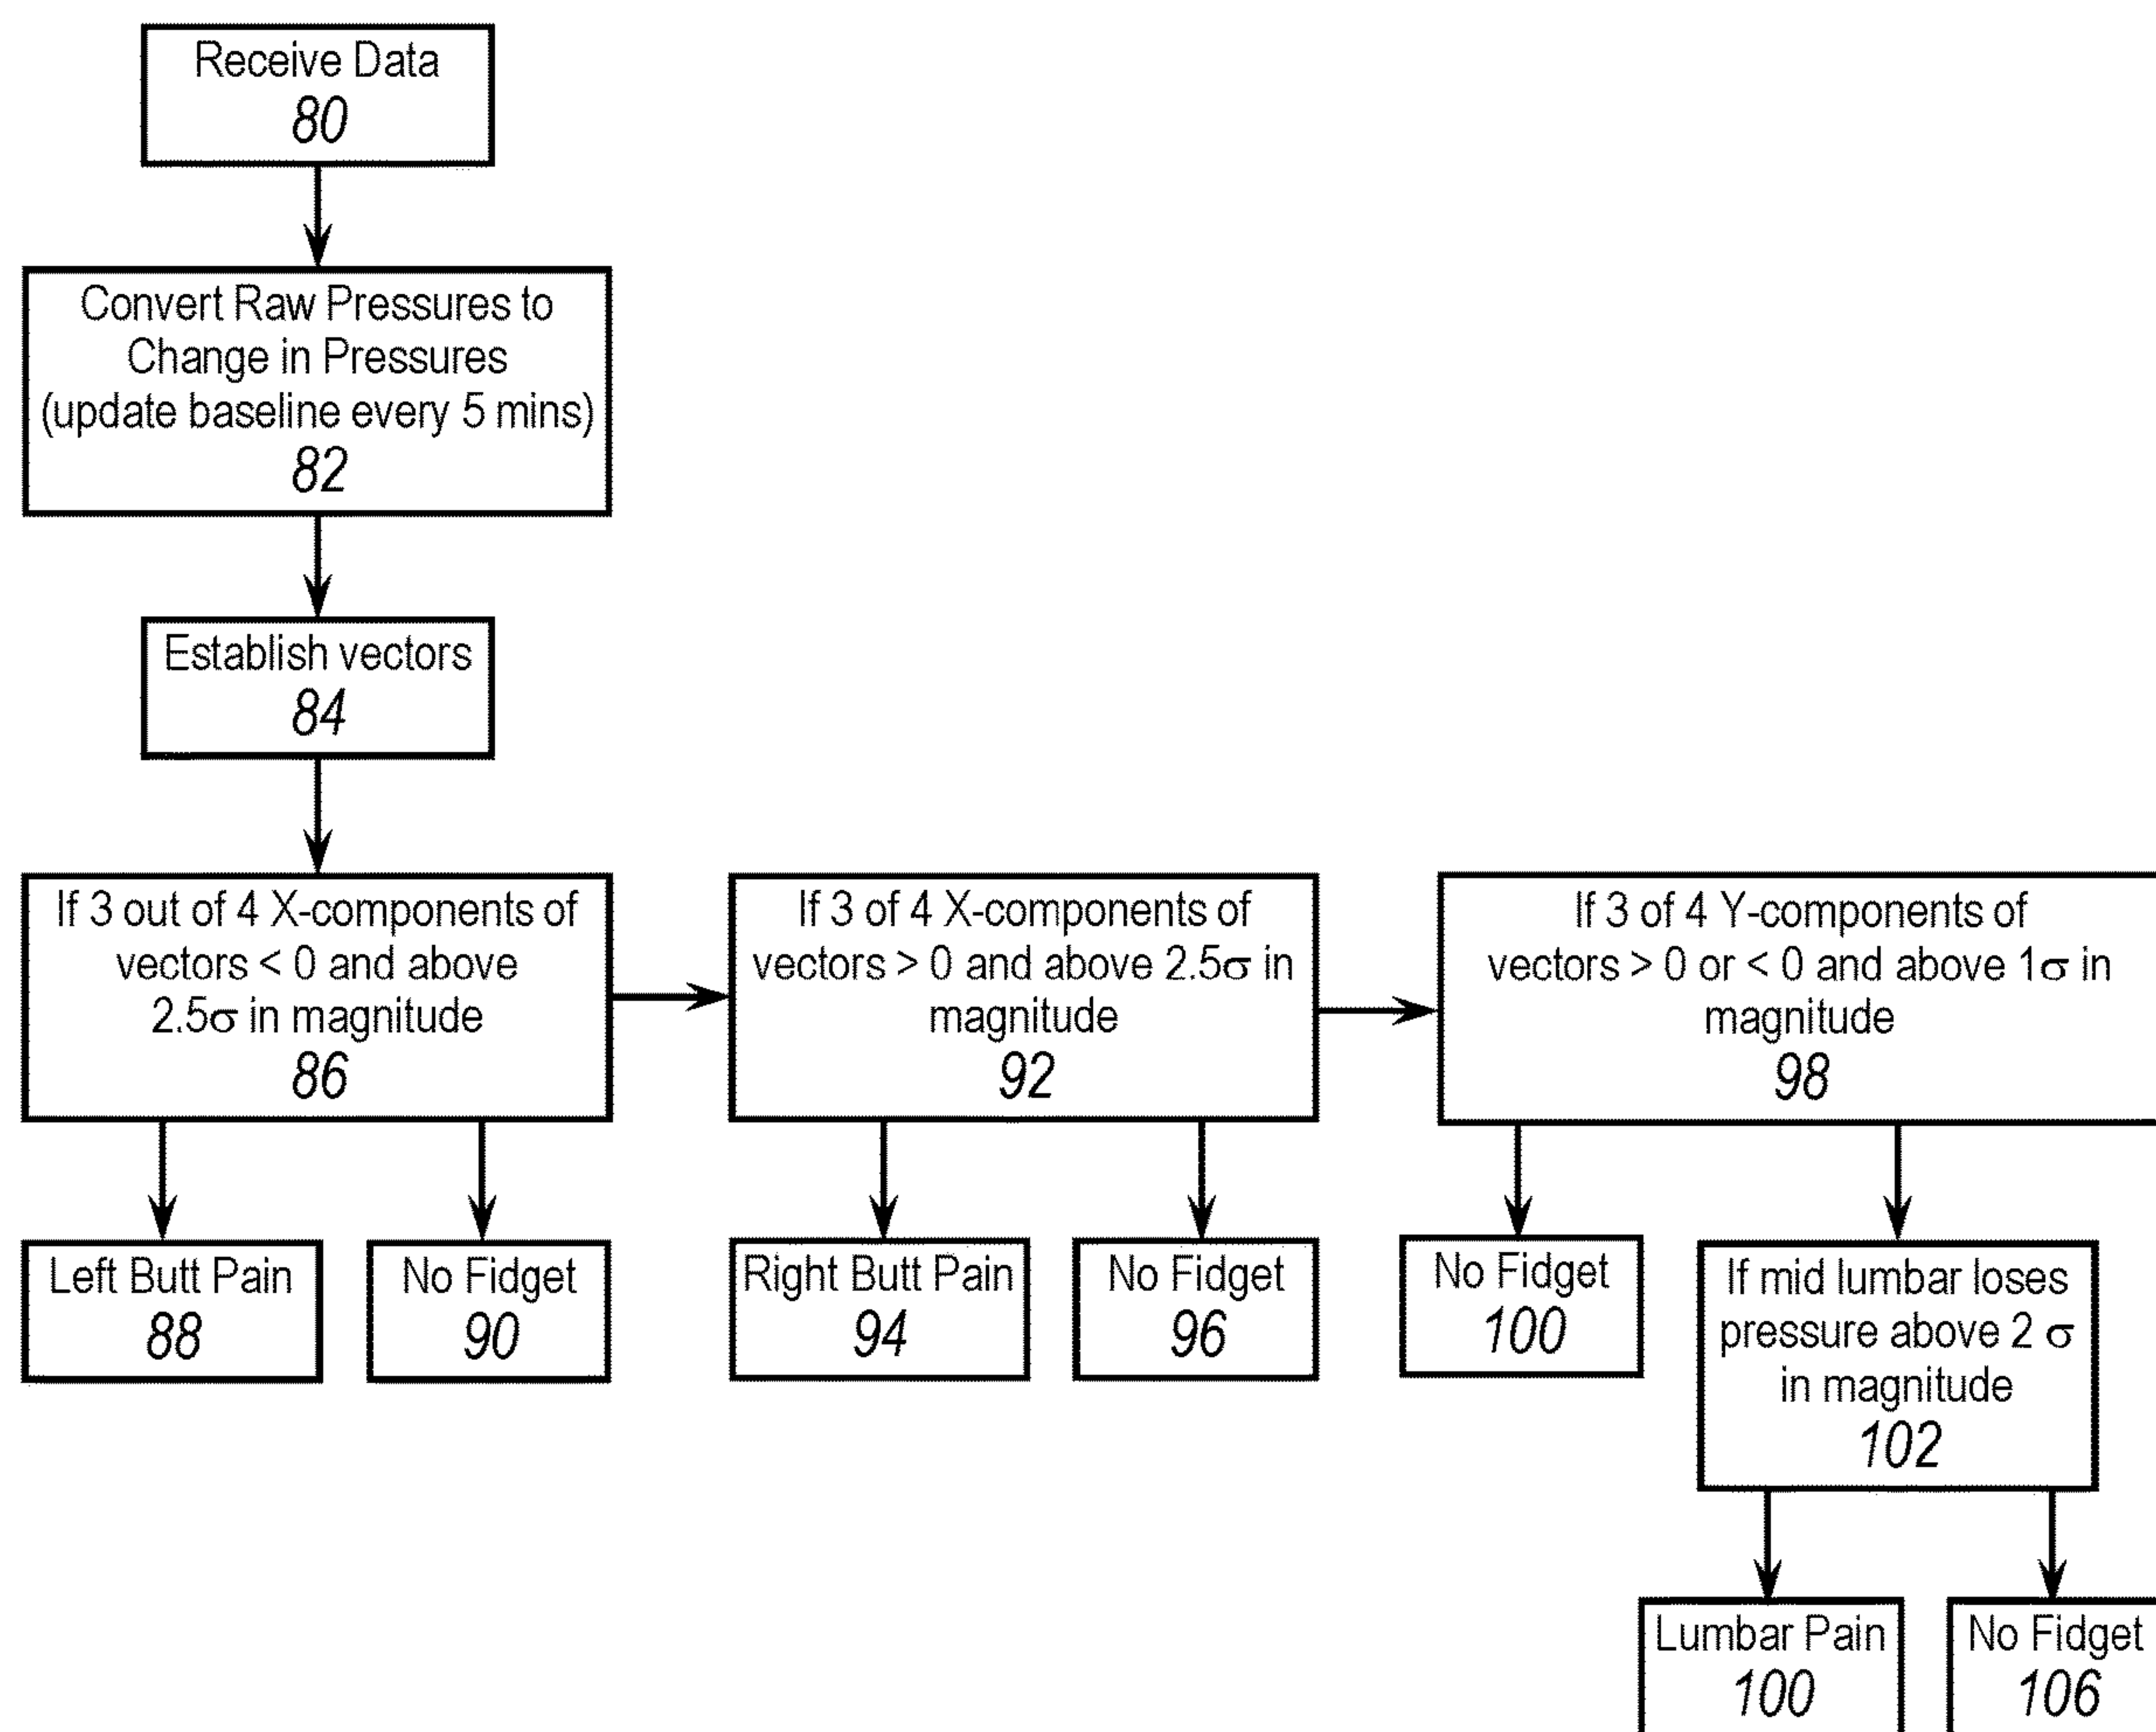 Receive Data
80
Convert Raw Pressures to
Change in Pressures
(update baseline every 5 mins)
82
Establish vectors
84
If 3 out of 4 X-components of
vectors < 0 and above
2.5σ in magnitude
86
If 3 of 4 X-components of
vectors > 0 and above 2.5σ in
magnitude
92
If 3 of 4 Y-components of
vectors > 0 or < 0 and above 1σ in
magnitude
98
Left Butt Pain
88
No Fidget
90
Right Butt Pain
94
No Fidget
96
No Fidget
100
If mid lumbar loses
pressure above 2 σ
in magnitude
102
Lumbar Pain
100
No Fidget
106